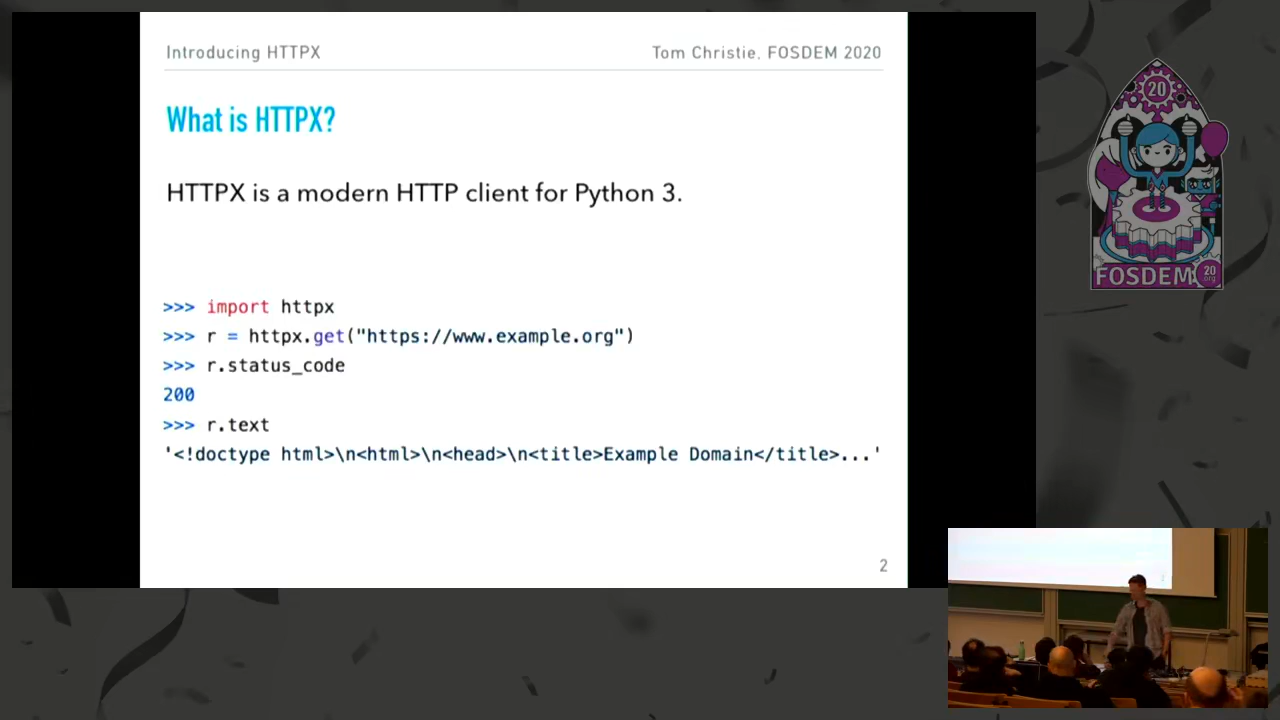 Introducing HTTPX
Tom Christie, FOSDEM 2020
What is HTTPX?
HTTPX is a modern HTTP client for Python 3.
>>> import httpx
>>> r = httpx.get("https://www.example.org")
>>> r.status_code
200
>>> r.text
'<!doctype html>\n<html>\n<head>\n<title>Example Domain</title>...'
2
20
FOSDEM
20
.org